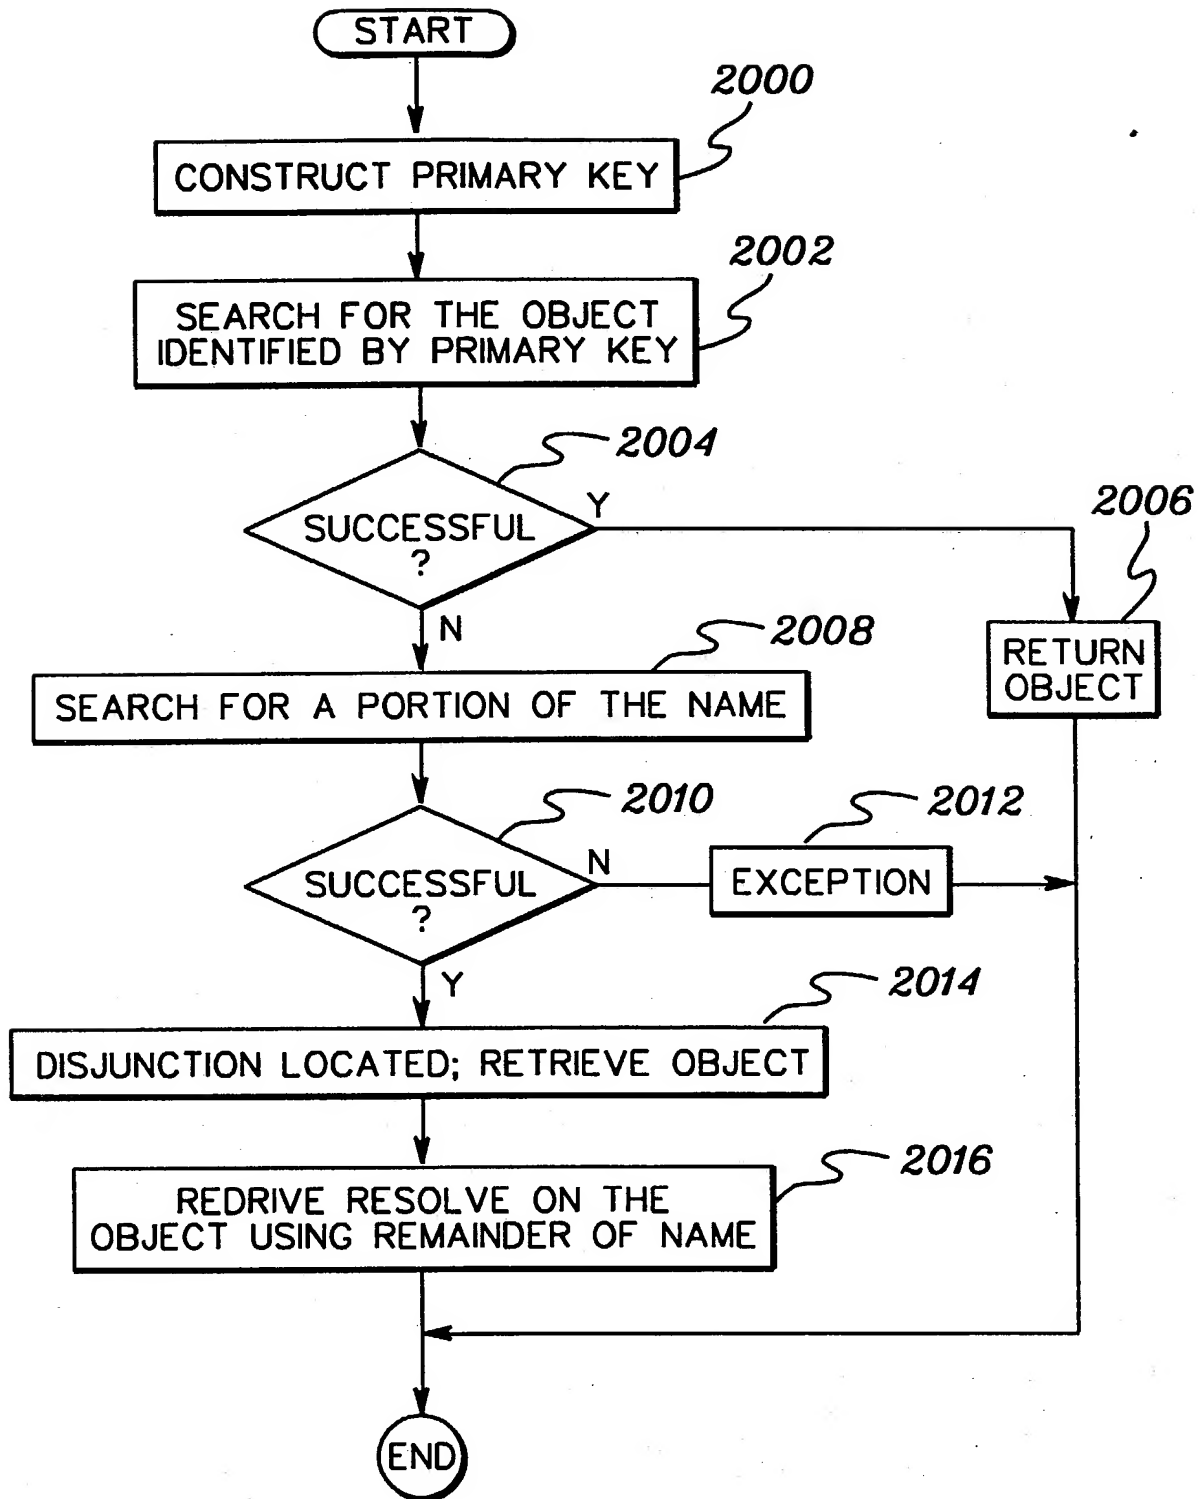 START
2000
CONSTRUCT PRIMARY KEY
2002
SEARCH FOR THE OBJECT
IDENTIFIED BY PRIMARY KEY
2004
SUCCESSFUL
?
Y
2006
RETURN
OBJECT
N
2008
SEARCH FOR A PORTION OF THE NAME
2010
SUCCESSFUL
?
N
2012
EXCEPTION
Y
2014
DISJUNCTION LOCATED; RETRIEVE OBJECT
2016
REDRIVE RESOLVE ON THE
OBJECT USING REMAINDER OF NAME
END